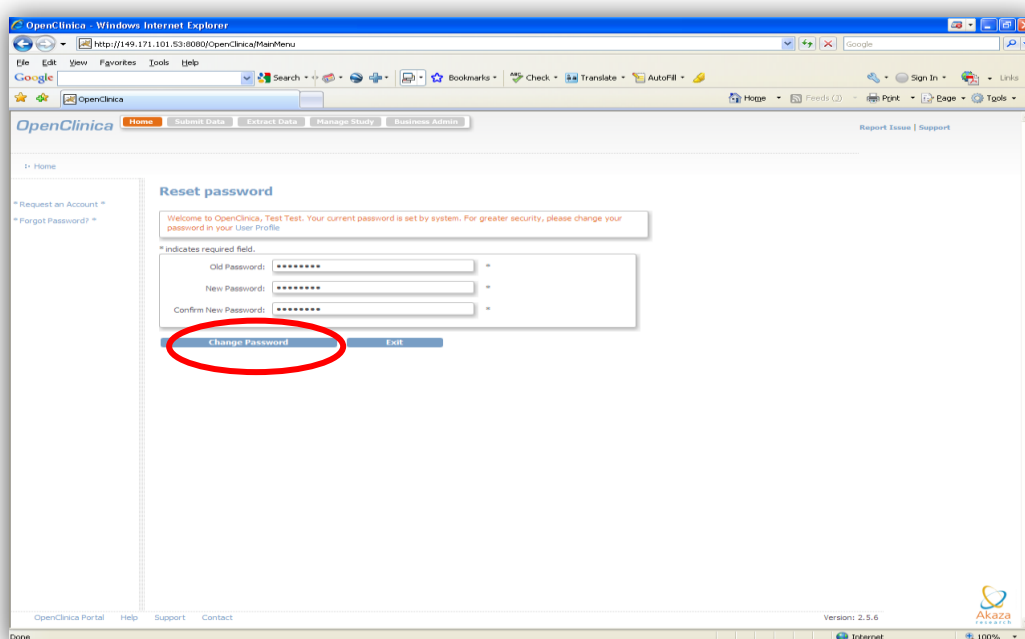 OpenClinica - Windows Internet Explorer
http://149.171.101.53:8080/OpenClinica/MainMenu
Google
File Edit View Favorites Tools Help
Google Search Bookmarks Check Translate AutoFill Sign In Links
OpenClinica Home Feeds (J) Print Page Tools
OpenClinica Home Submit Data Extract Data Manage Study Business Admin
Report Issue | Support
Home
Reset password
* Request an Account *
* Forgot Password? *
Welcome to OpenClinica, Test Test. Your current password is set by system. For greater security, please change your
password in your User Profile
* indicates required field.
Old Password: •••••••• *
New Password: •••••••• *
Confirm New Password: •••••••• *
Change Password Exit
OpenClinica Portal Help Support Contact
Version: 2.5.6
Akaza
research
Done Internet 100%